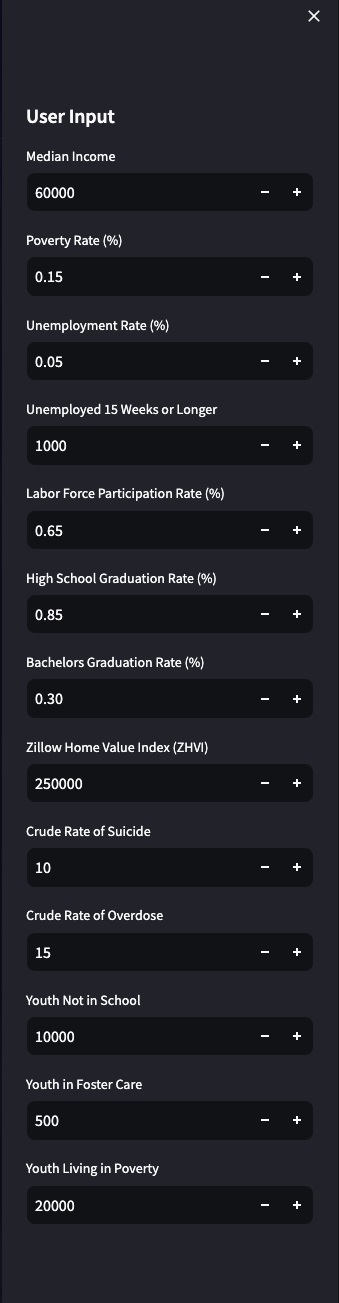 User Input
Median Income
60000
Poverty Rate (%)
0.15
Unemployment Rate (%)
0.05
Unemployed 15 Weeks or Longer
1000
Labor Force Participation Rate (%)
0.65
High School Graduation Rate (%)
0.85
Bachelors Graduation Rate (%)
0.30
Zillow Home Value Index (ZHVI)
250000
Crude Rate of Suicide
10
Crude Rate of Overdose
15
Youth Not in School
10000
Youth in Foster Care
500
Youth Living in Poverty
20000